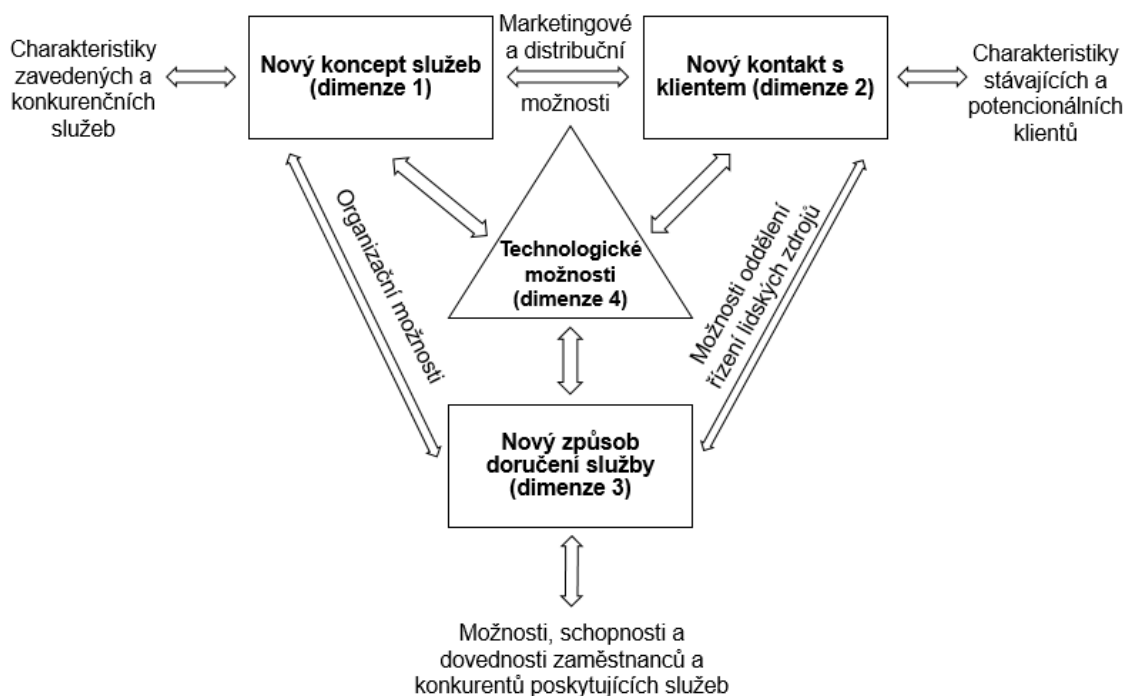 Charakteristiky
zavedených a
konkurenčních
služeb
Nový koncept služeb
(dimenze 1)
Marketingové
a distribuční
možnosti
Nový kontakt s
klientem (dimenze 2)
Charakteristiky
stávajících a
potencionálních
klientů
Organizační možnosti
Technologické
možnosti
(dimenze 4)
Možnosti oddělení
řízení lidských zdrojů
Nový způsob
doručení služby
(dimenze 3)
Možnosti, schopnosti a
dovednosti zaměstnanců a
konkurentů poskytujících služeb